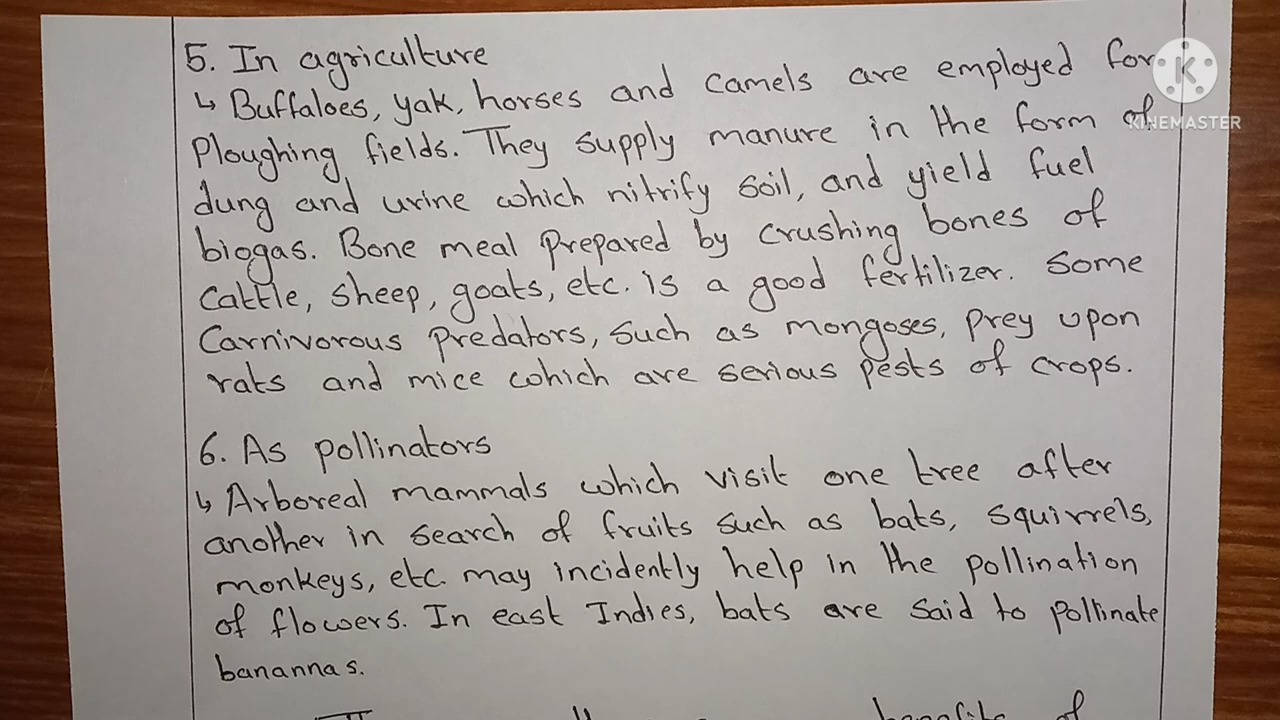 5. In agriculture
↳ Buffaloes, yak, horses and camels are employed for
Ploughing fields. They supply manure in the form of
dung and urine which nitrify soil, and yield fuel
biogas. Bone meal prepared by crushing bones of
Cattle, sheep, goats, etc. is a good fertilizer. Some
Carnivorous predators, such as mongoses, prey upon
rats and mice which are serious pests of crops.
6. As pollinators
↳ Arboreal mammals which visit one tree after
another in search of fruits such as bats, squirrels,
monkeys, etc. may incidently help in the pollination
of flowers. In east Indies, bats are said to pollinate
banannas.
benefits of
KINEMASTER